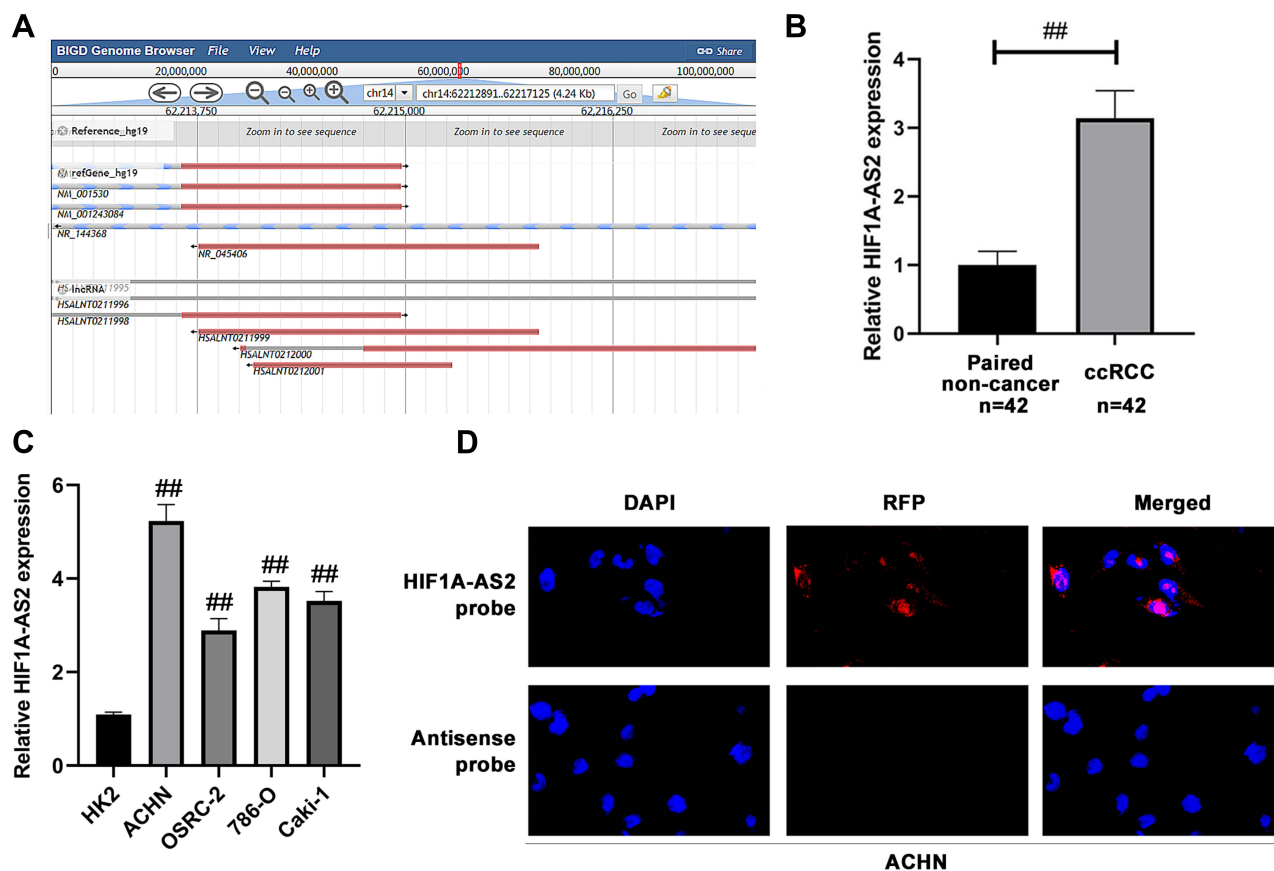 A
BIGD Genome Browser File View Help Share
0 20,000,000 40,000,000 60,000,000 80,000,000 100,000,000
chr14 chr14:62212891..62217125 (4.24 Kb) Go
62,213,750 62,215,000 62,216,250
Reference_hg19 Zoom in to see sequence Zoom in to see sequence Zoom in to see seque
refGene_hg19
NM_001530
NM_001243084
NR_144368
NR_045406
HSALNT0211995
lncRNA
HSALNT0211996
HSALNT0211998
HSALNT0211999
HSALNT0212000
HSALNT0212001
B
Relative HIF1A-AS2 expression
##
4
3
2
1
0
Paired
non-cancer
n=42
ccRCC
n=42
C
Relative HIF1A-AS2 expression
6
4
2
0
## ## ## ##
HK2 ACHN OSRC-2 786-O Caki-1
D
DAPI RFP Merged
HIF1A-AS2
probe
Antisense
probe
ACHN